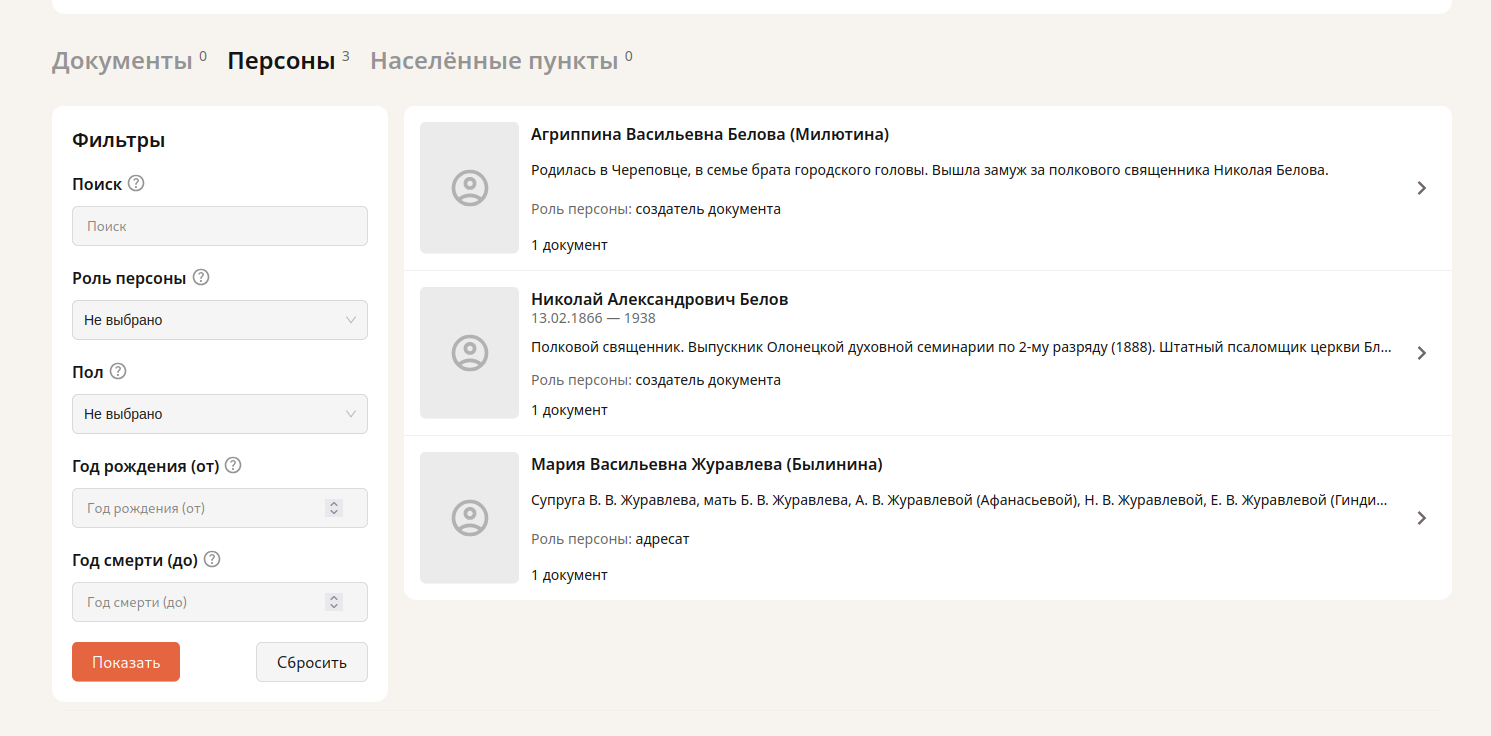 Документы 0 Персоны 3 Населённые пункты 0
Фильтры
Поиск
Поиск
Роль персоны
Не выбрано
Пол
Не выбрано
Год рождения (от)
Год рождения (от)
Год смерти (до)
Год смерти (до)
Показать Сбросить
Агриппина Васильевна Белова (Милютина)
Родилась в Череповце, в семье брата городского головы. Вышла замуж за полкового священника Николая Белова.
Роль персоны: создатель документа
1 документ
Николай Александрович Белов
13.02.1866 — 1938
Полковой священник. Выпускник Олонецкой духовной семинарии по 2-му разряду (1888). Штатный псаломщик церкви Бл...
Роль персоны: создатель документа
1 документ
Мария Васильевна Журавлева (Былинина)
Супруга В. В. Журавлева, мать Б. В. Журавлева, А. В. Журавлевой (Афанасьевой), Н. В. Журавлевой, Е. В. Журавлевой (Гинди...
Роль персоны: адресат
1 документ